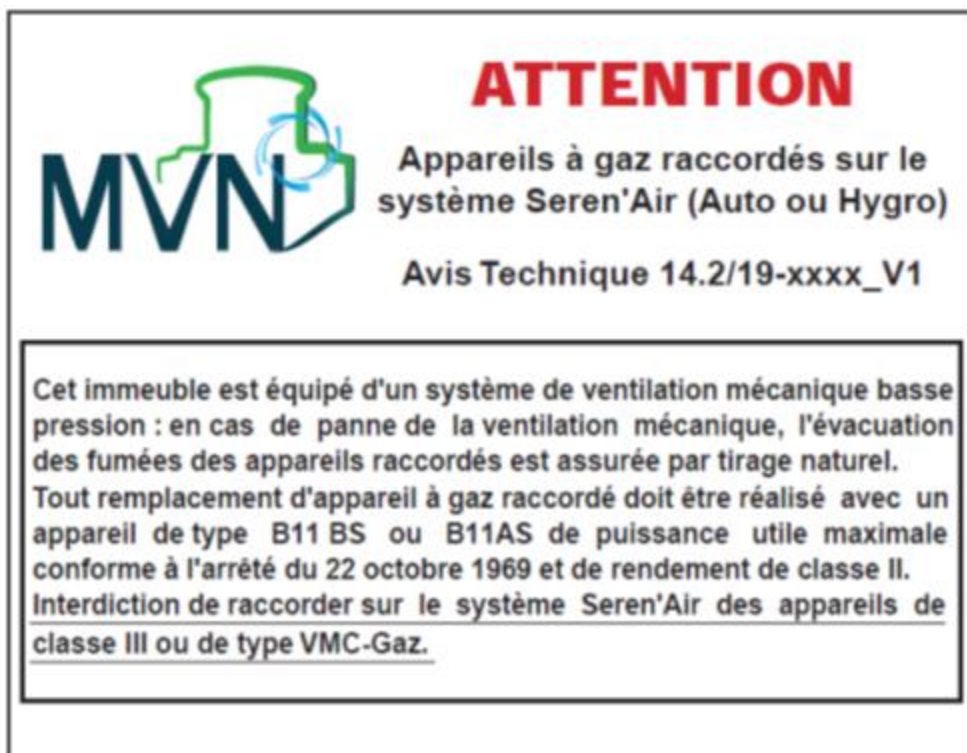 MVN
ATTENTION
Appareils à gaz raccordés sur le
système Seren'Air (Auto ou Hygro)
Avis Technique 14.2/19-xxxx_V1
Cet immeuble est équipé d'un système de ventilation mécanique basse
pression : en cas de panne de la ventilation mécanique, l'évacuation
des fumées des appareils raccordés est assurée par tirage naturel.
Tout remplacement d'appareil à gaz raccordé doit être réalisé avec un
appareil de type B11 BS ou B11AS de puissance utile maximale
conforme à l'arrêté du 22 octobre 1969 et de rendement de classe II.
Interdiction de raccorder sur le système Seren'Air des appareils de
classe III ou de type VMC-Gaz.